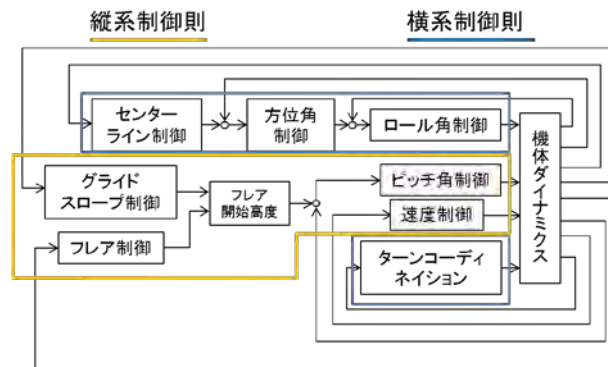 縦系制御則
横系制御則
センター
ライン制御
方位角
制御
ロール角制御
機体ダイナミクス
グライド
スロープ制御
フレア
開始高度
ピッチ角制御
速度制御
フレア制御
ターンコーディ
ネイション